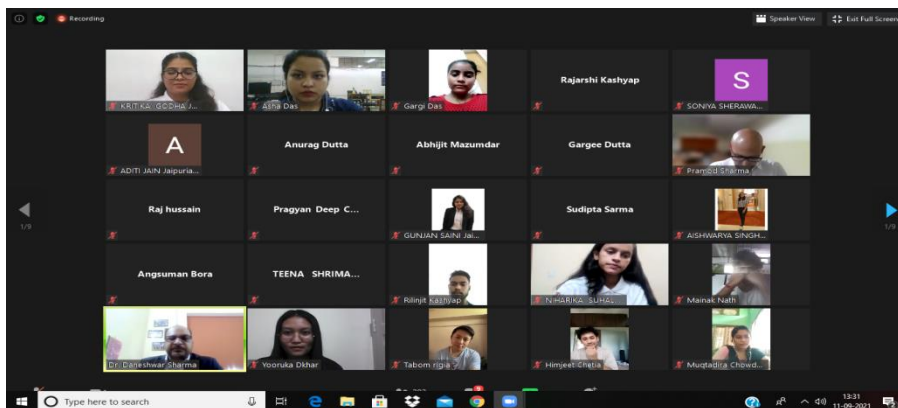 Recording
Speaker View
Exit Full Screen
KRITIKA GODHA J...
Asha Das
Gargi Das
Rajarshi Kashyap
S
SONIYA SHERAWA...
A
ADITI JAIN Jaipuria...
Anurag Dutta
Abhijit Mazumdar
Gargee Dutta
Pramod Sharma
1/9
Raj hussain
Pragyan Deep C...
GUNJAN SAINI Jai...
Sudipta Sarma
AISHWARYA SINGH...
1/9
Angsuman Bora
TEENA SHRIMA...
Rilinjit Kashyap
NIHARIKA SUHAL
Mainak Nath
Dr. Daneshwar Sharma
Yooruka Dkhar
Tabom rigia
Himjeet Chetia
Muqtadira Chowd...
Type here to search
13:31
11-09-2021